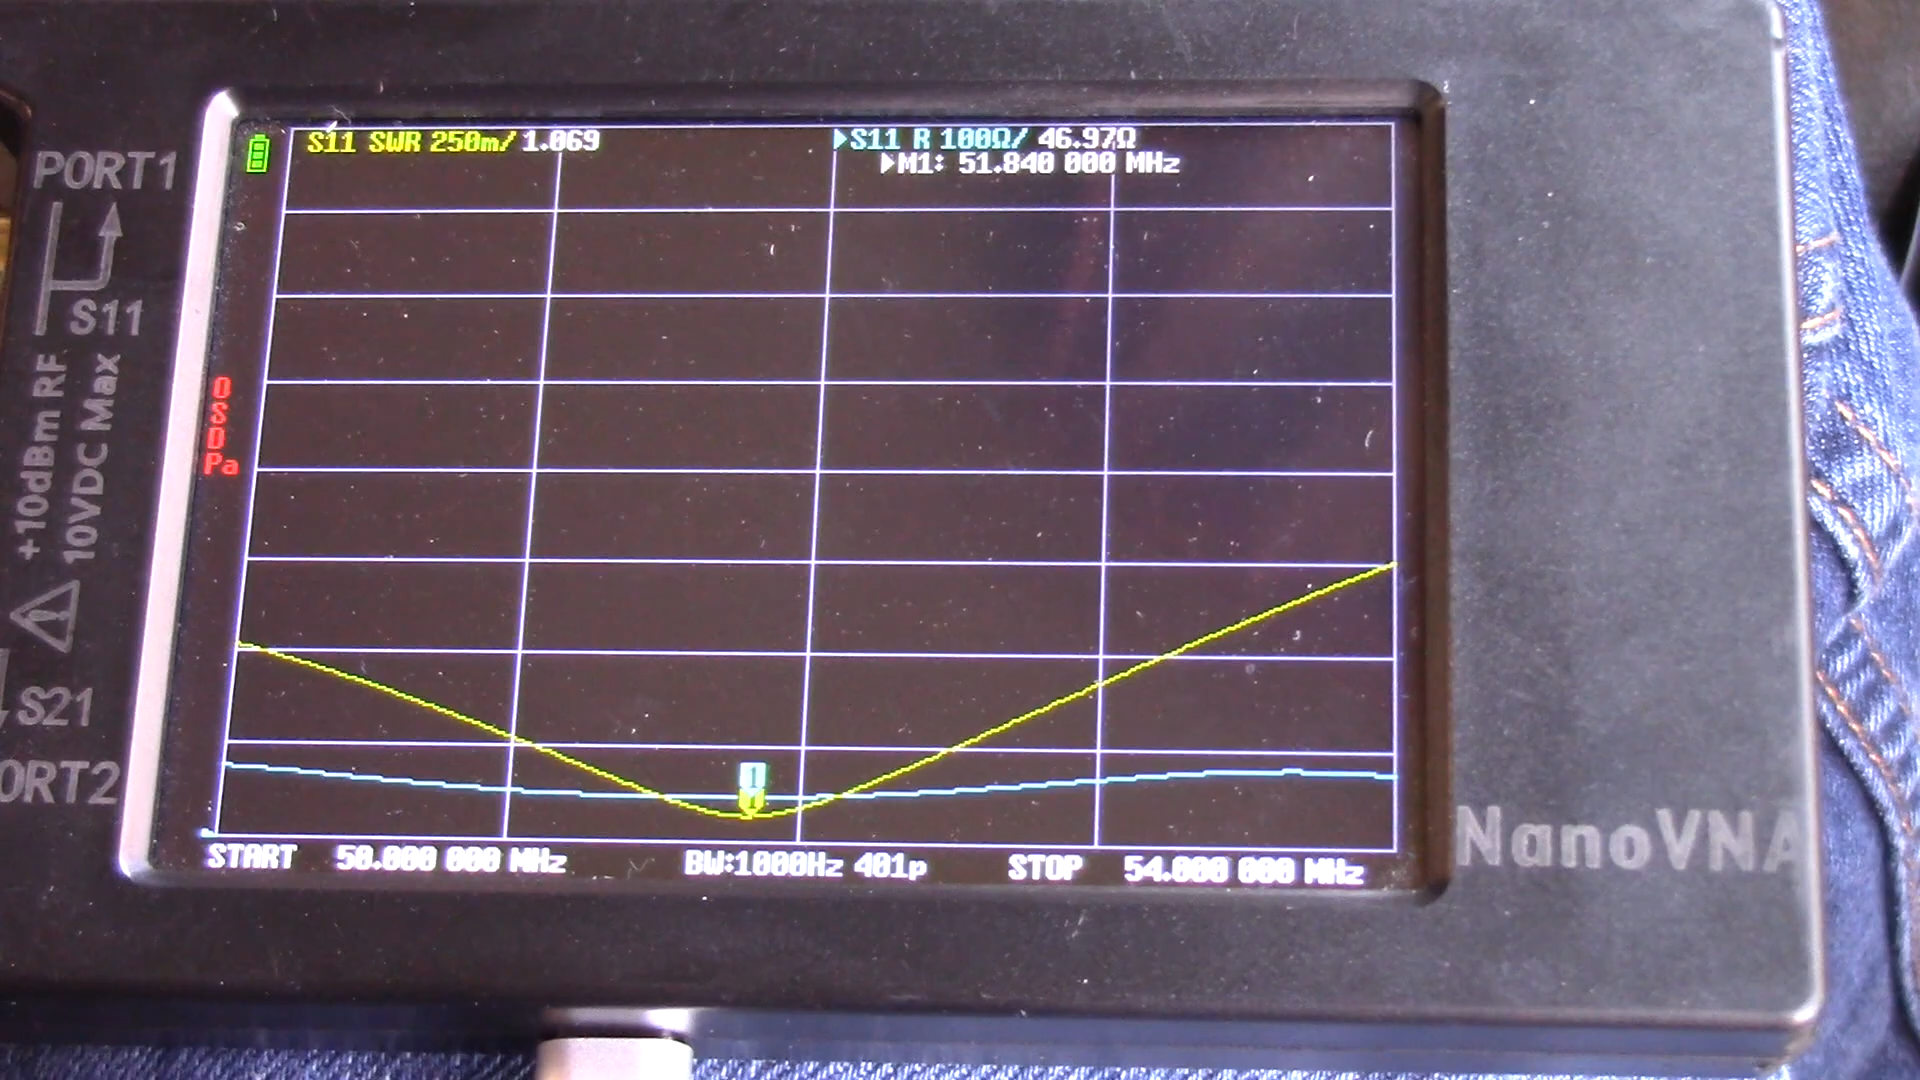 S11 SWR 250m/ 1.069
S11 R 100Ω/ 46.97Ω
M1: 51.840 000 MHz
PORT1
S11
+10dBm RF
10VDC Max
S21
ORT2
O
S
D
Pa
1
START 50.000 000 MHz
BW:1000Hz 401p
STOP 54.000 000 MHz
NanoVNA